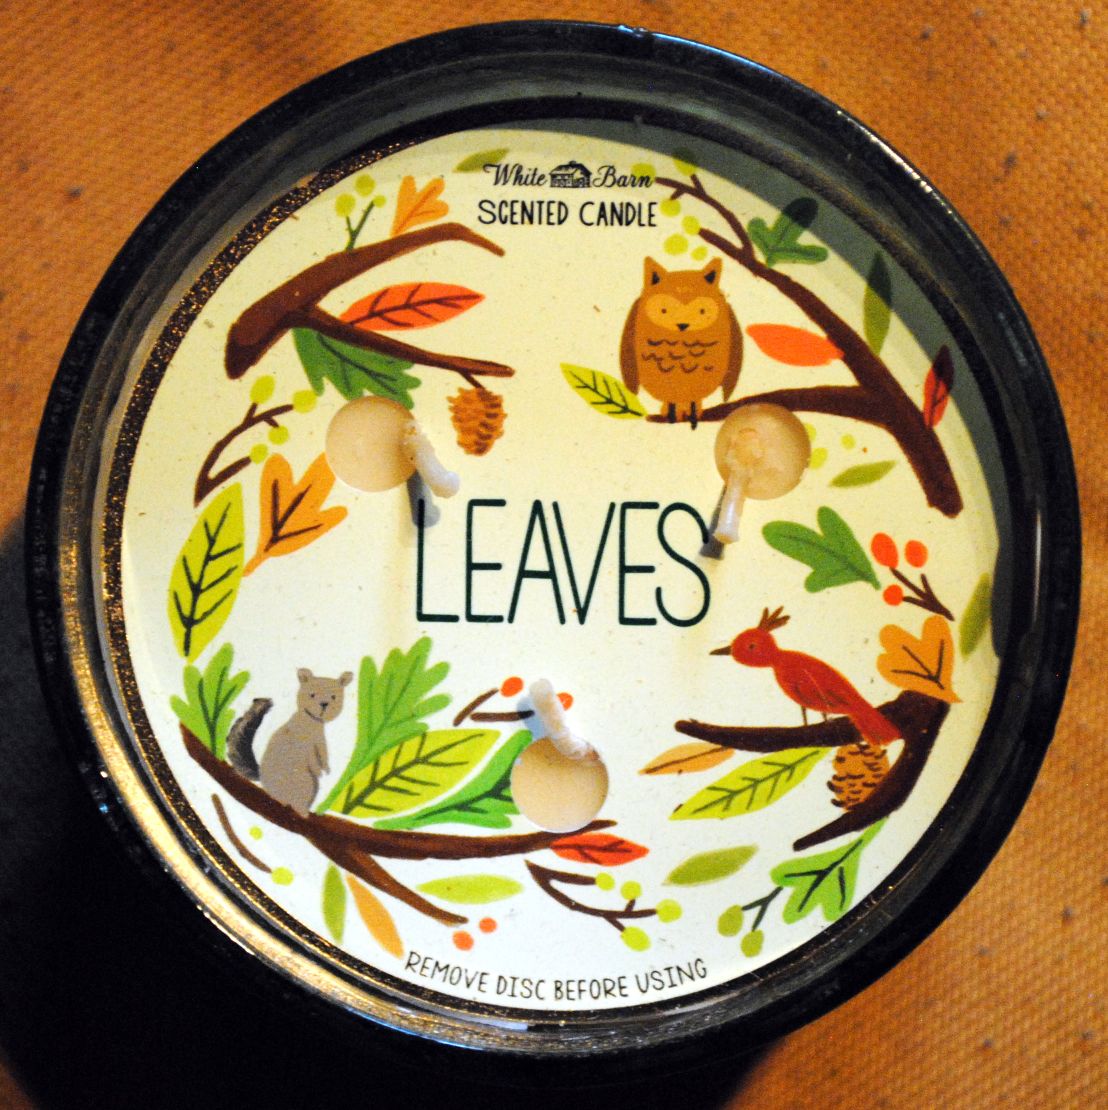 White Barn
SCENTED CANDLE
LEAVES
REMOVE DISC BEFORE USING